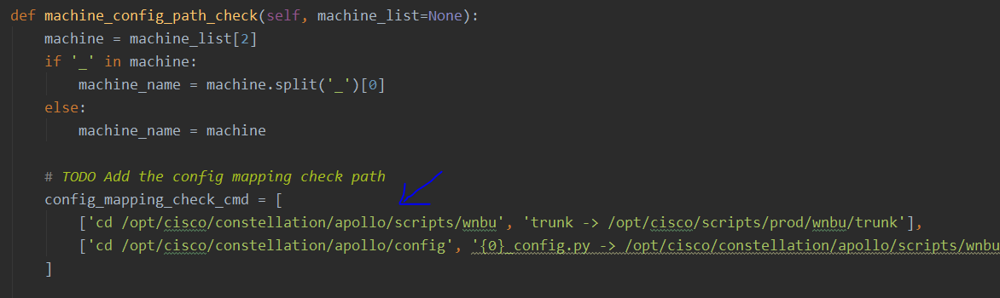 def machine_config_path_check(self, machine_list=None):
machine = machine_list[2]
if '_' in machine:
machine_name = machine.split('_')[0]
else:
machine_name = machine
# TODO Add the config mapping check path
config_mapping_check_cmd = [
['cd /opt/cisco/constellation/apollo/scripts/wnbu', 'trunk -> /opt/cisco/scripts/prod/wnbu/trunk'],
['cd /opt/cisco/constellation/apollo/config', '{0}_config.py -> /opt/cisco/constellation/apollo/scripts/wnbu
]